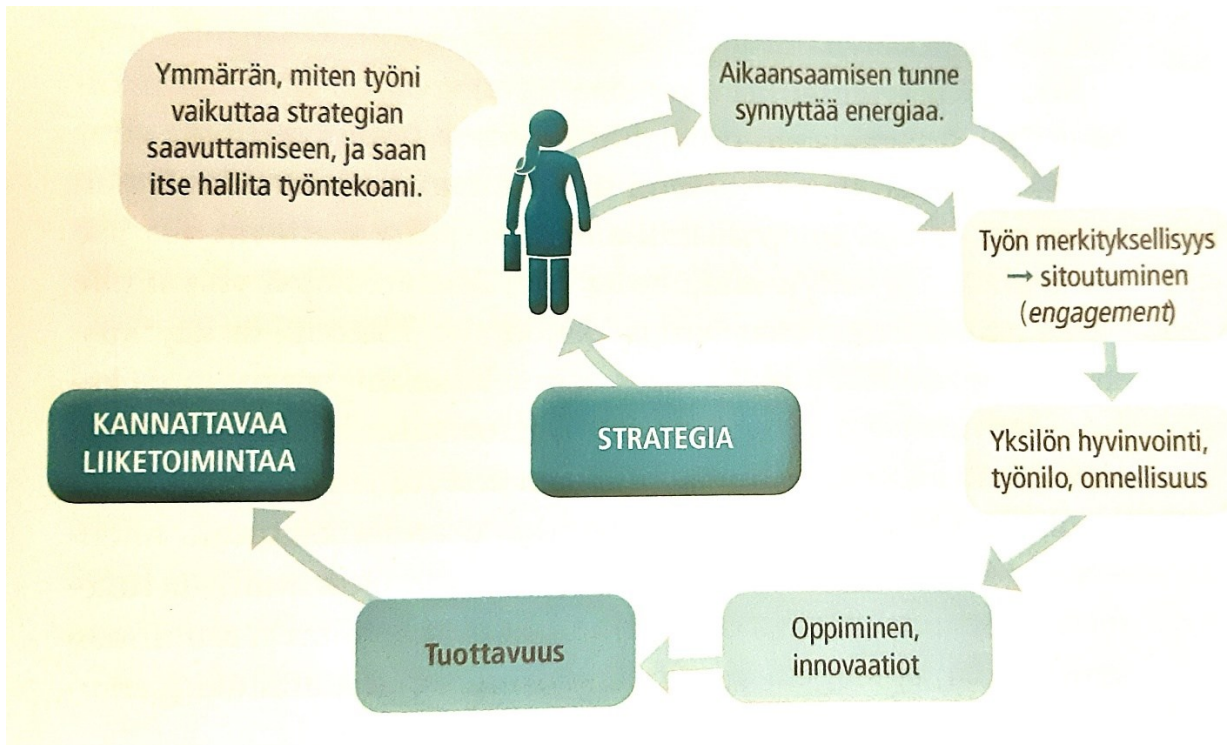 Ymmärrän, miten työni
vaikuttaa strategian
saavuttamiseen, ja saan
itse hallita työntekoani.
Aikaansaamisen tunne
synnyttää energiaa.
Työn merkityksellisyys
→ sitoutuminen
(engagement)
Yksilön hyvinvointi,
työnilo, onnellisuus
Oppiminen,
innovaatiot
Tuottavuus
KANNATTAVAA
LIIKETOIMINTAA
STRATEGIA